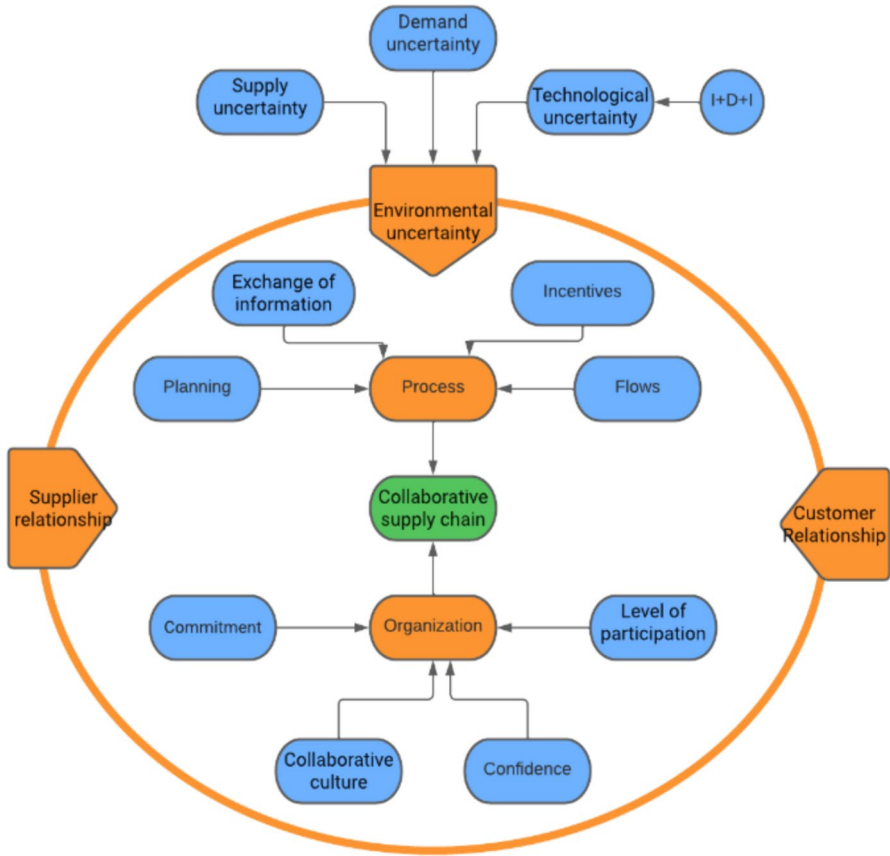 Demand
uncertainty
Supply
uncertainty
Technological
uncertainty
I+D+I
Environmental
uncertainty
Exchange of
information
Incentives
Planning
Process
Flows
Supplier
relationship
Collaborative
supply chain
Customer
Relationship
Commitment
Organization
Level of
participation
Collaborative
culture
Confidence